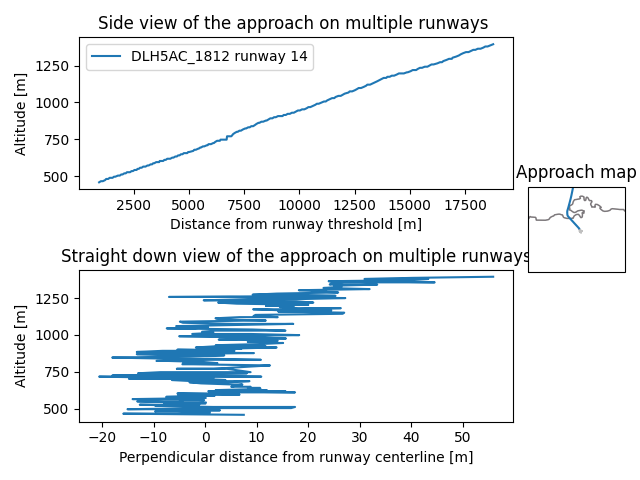 Side view of the approach on multiple runways
Altitude [m]
1250
1000
750
500
DLH5AC_1812 runway 14
2500 5000 7500 10000 12500 15000 17500
Distance from runway threshold [m]
Approach map
Straight down view of the approach on multiple runways
Altitude [m]
1250
1000
750
500
−20 −10 0 10 20 30 40 50
Perpendicular distance from runway centerline [m]